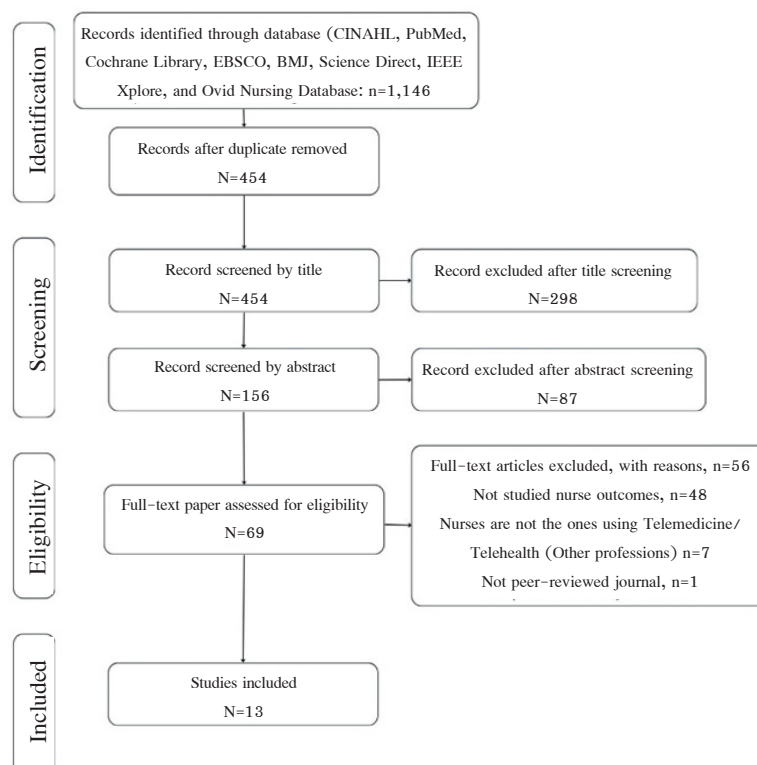 Identification
Records identified through database (CINAHL, PubMed,
Cochrane Library, EBSCO, BMJ, Science Direct, IEEE
Xplore, and Ovid Nursing Database: n=1,146
Records after duplicate removed
N=454
Screening
Record screened by title
N=454
Record excluded after title screening
N=298
Record screened by abstract
N=156
Record excluded after abstract screening
N=87
Eligibility
Full-text paper assessed for eligibility
N=69
Full-text articles excluded, with reasons, n=56
Not studied nurse outcomes, n=48
Nurses are not the ones using Telemedicine/
Telehealth (Other professions) n=7
Not peer-reviewed journal, n=1
Included
Studies included
N=13